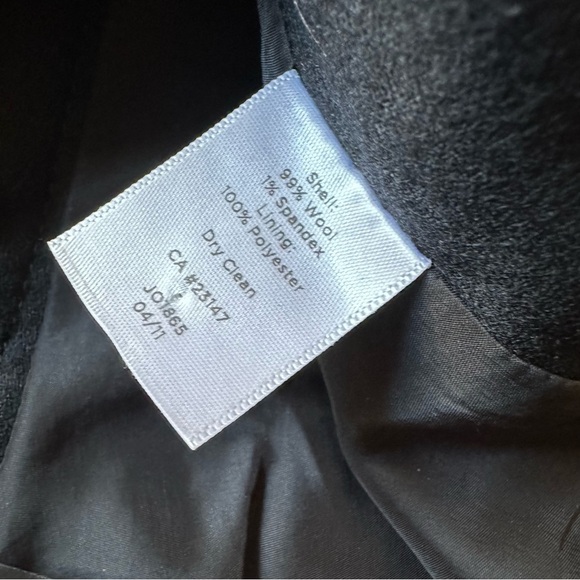 Shell:
99% Wool
1% Spandex
Lining:
100% Polyester
Dry Clean
CA #23147
JO1865
04/11